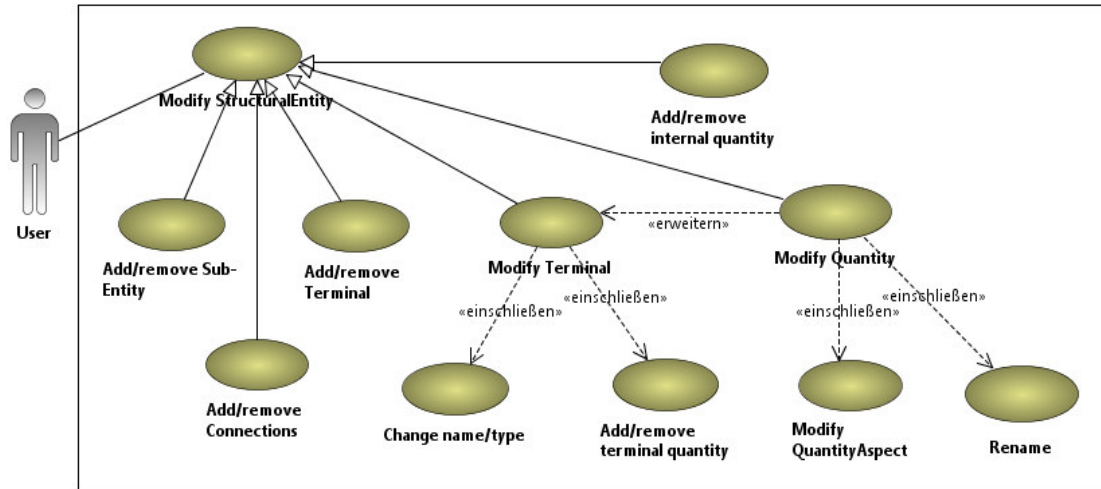 Modify StructuralEntity
Add/remove
internal quantity
User
Add/remove Sub-
Entity
Add/remove
Terminal
«erweitern»
Modify Terminal
Modify Quantity
«einschließen»
«einschließen»
«einschließen»
«einschließen»
Add/remove
Connections
Change name/type
Add/remove
terminal quantity
Modify
QuantityAspect
Rename